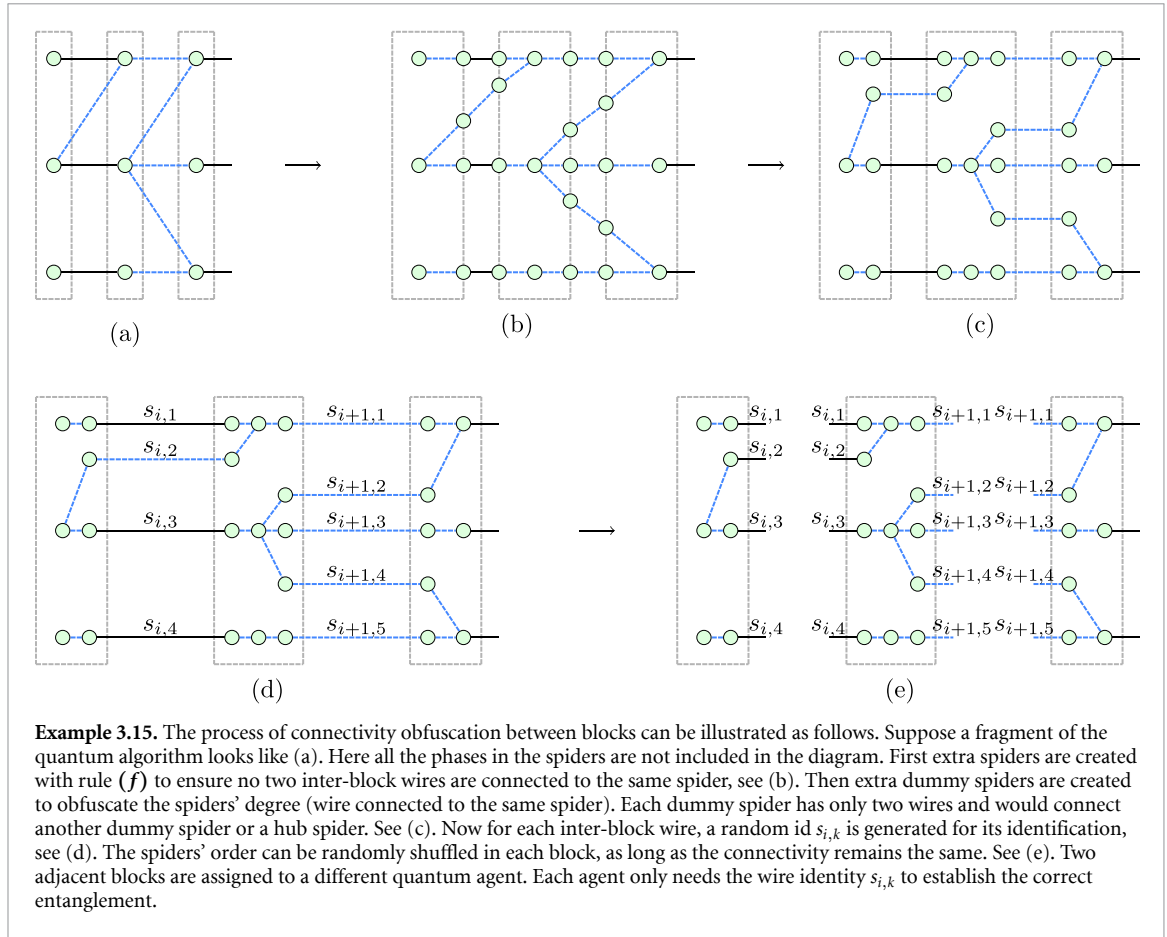 (a)
(b)
(c)
s_{i,1}
s_{i+1,1}
s_{i,2}
s_{i+1,2}
s_{i,3}
s_{i+1,3}
s_{i+1,4}
s_{i,4}
s_{i+1,5}
(d)
s_{i,1} s_{i,1} s_{i+1,1} s_{i+1,1}
s_{i,2} s_{i,2}
s_{i+1,2} s_{i+1,2}
s_{i,3} s_{i,3} s_{i+1,3} s_{i+1,3}
s_{i+1,4} s_{i+1,4}
s_{i,4} s_{i,4} s_{i+1,5} s_{i+1,5}
(e)
Example 3.15. The process of connectivity obfuscation between blocks can be illustrated as follows. Suppose a fragment of the
quantum algorithm looks like (a). Here all the phases in the spiders are not included in the diagram. First extra spiders are created
with rule (f) to ensure no two inter-block wires are connected to the same spider, see (b). Then extra dummy spiders are created
to obfuscate the spiders' degree (wire connected to the same spider). Each dummy spider has only two wires and would connect
another dummy spider or a hub spider. See (c). Now for each inter-block wire, a random id s_{i,k} is generated for its identification,
see (d). The spiders' order can be randomly shuffled in each block, as long as the connectivity remains the same. See (e). Two
adjacent blocks are assigned to a different quantum agent. Each agent only needs the wire identity s_{i,k} to establish the correct
entanglement.